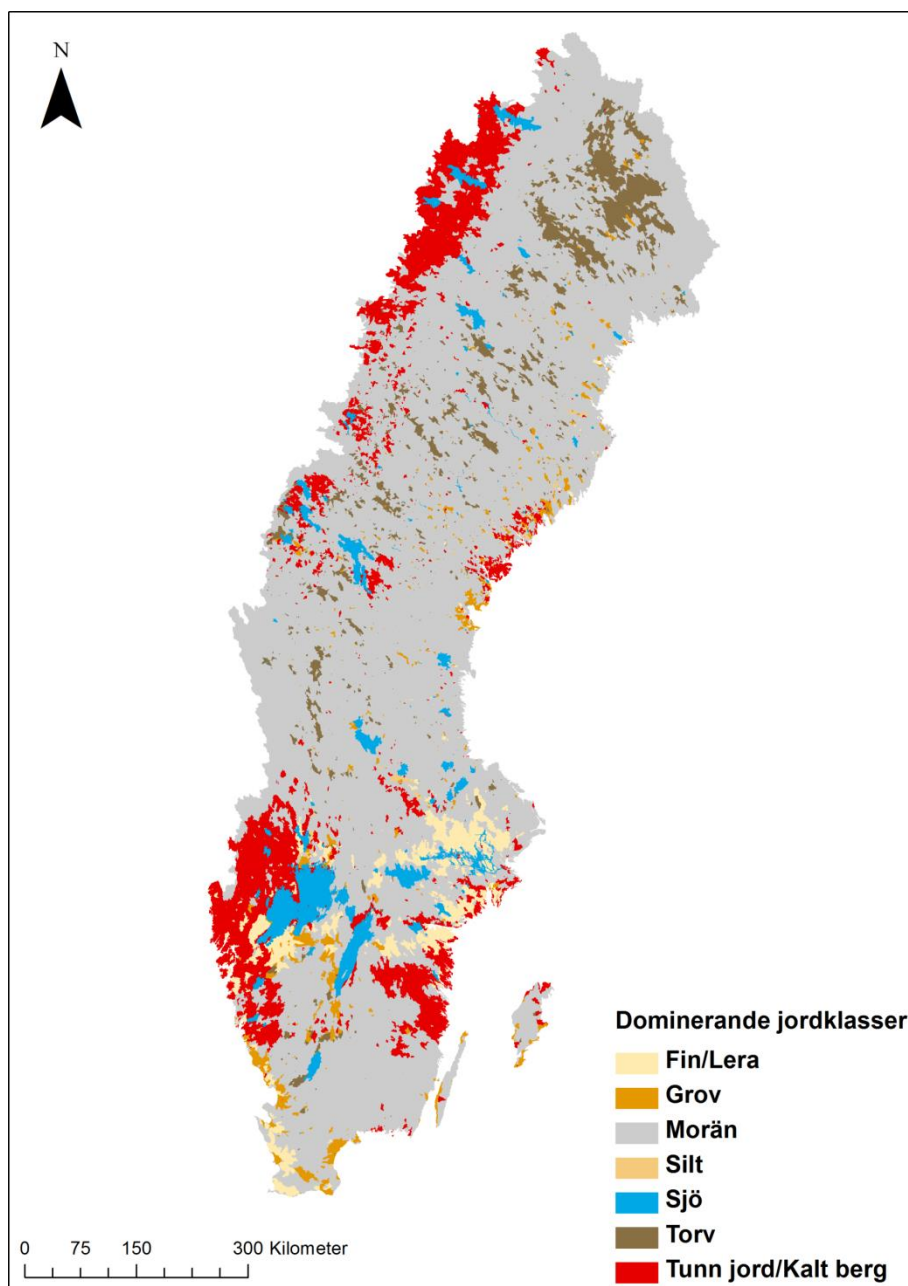 N
Dominerande jordklasser
Fin/Lera
Grov
Morän
Silt
Sjö
Torv
Tunn jord/Kalt berg
0 75 150 300 Kilometer